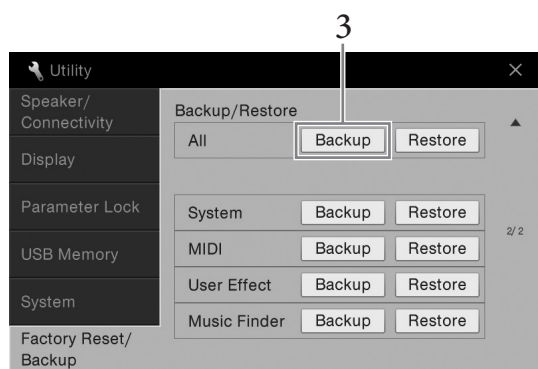 3
Utility
Speaker/
Connectivity
Display
Parameter Lock
USB Memory
System
Factory Reset/
Backup
Backup/Restore
All Backup Restore
System Backup Restore
MIDI Backup Restore
User Effect Backup Restore
Music Finder Backup Restore
2/2